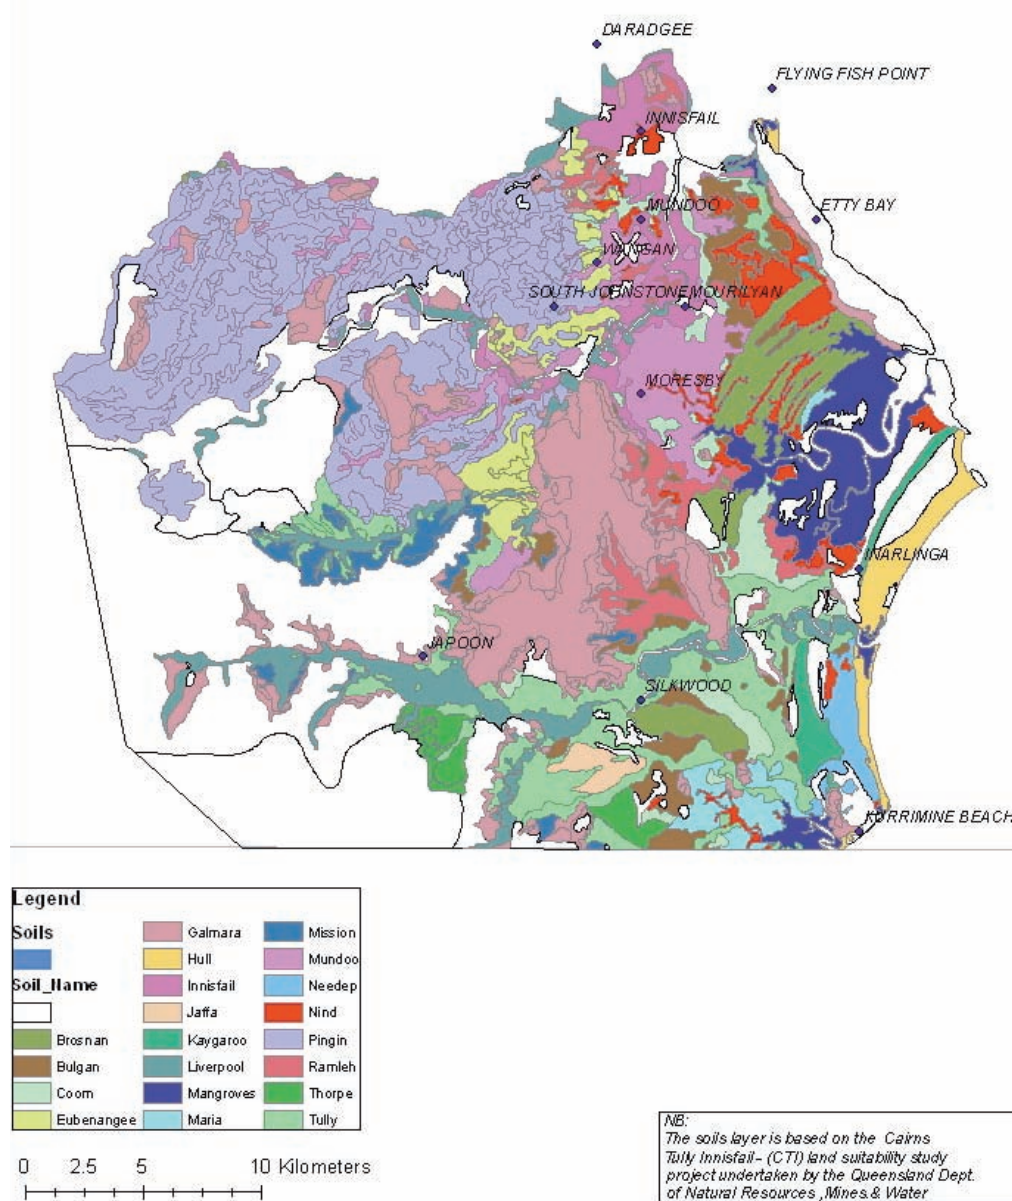 DARADGEE
FLYING FISH POINT
INNISFAIL
MUNDOO
ETTY BAY
WANGAN
SOUTH JOHNSTONE
MOURILYAN
MORESBY
INARLINGA
JAPOON
SILKWOOD
KURRIMINE BEACH
Legend
Soils
Soil_Name
Brosnan
Bulgan
Coom
Eubenangee
Galmara
Hull
Innisfail
Jaffa
Kaygaroo
Liverpool
Mangroves
Maria
Mission
Mundoo
Needep
Nind
Pingin
Ramleh
Thorpe
Tully
0 2.5 5 10 Kilometers
NB:
The soils layer is based on the Cairns
Tully Innisfail - (CTI) land suitability study
project undertaken by the Queensland Dept.
of Natural Resources ,Mines & Water